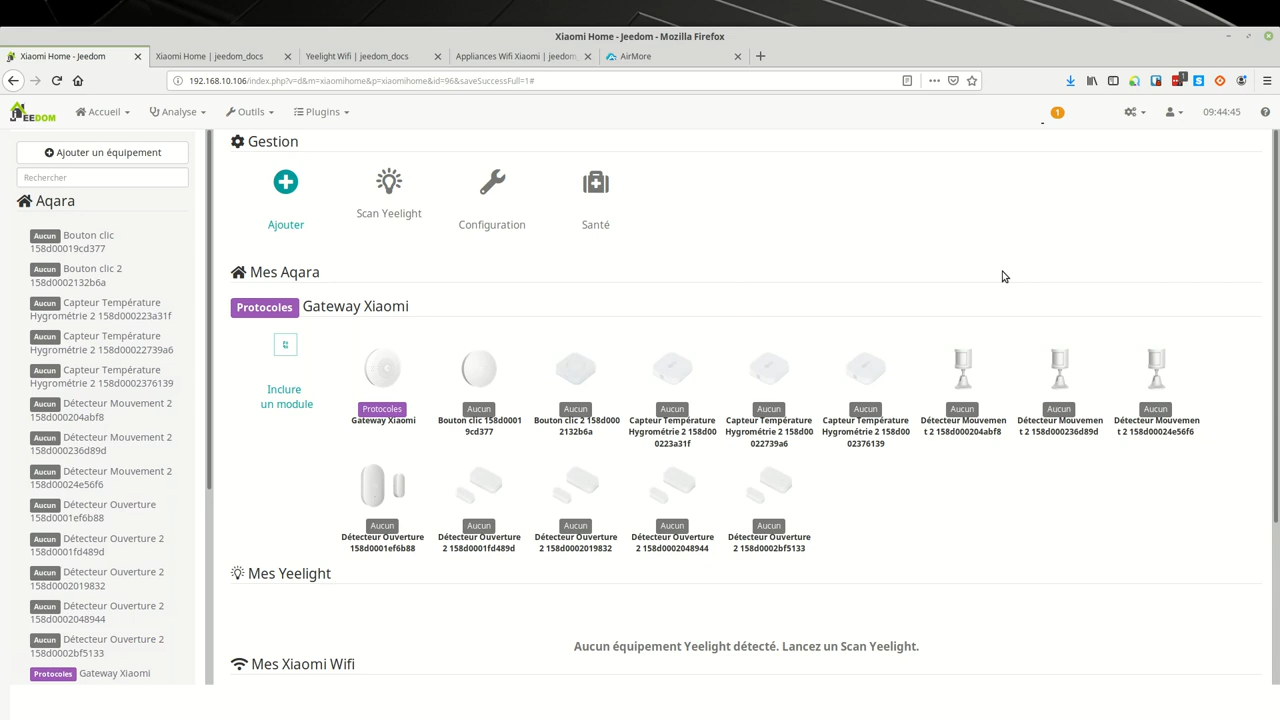 Xiaomi Home - Jeedom - Mozilla Firefox
Xiaomi Home - Jeedom
Xiaomi Home | jeedom_docs
Yeelight Wifi | jeedom_docs
Appliances Wifi Xiaomi | jeedom
AirMore
192.168.10.106/index.php?v=d&m=xiaomihome&p=xiaomihome&id=96&saveSuccessFull=1#
1
JEEDOM
Accueil
Analyse
Outils
Plugins
1
09:44:45
Ajouter un équipement
Rechercher
Aqara
Aucun Bouton clic
158d00019cd377
Aucun Bouton clic 2
158d0002132b6a
Aucun Capteur Température
Hygrométrie 2 158d000223a31f
Aucun Capteur Température
Hygrométrie 2 158d00022739a6
Aucun Capteur Température
Hygrométrie 2 158d0002376139
Aucun Détecteur Mouvement 2
158d000204abf8
Aucun Détecteur Mouvement 2
158d000236d89d
Aucun Détecteur Mouvement 2
158d00024e56f6
Aucun Détecteur Ouverture
158d0001ef6b88
Aucun Détecteur Ouverture 2
158d0001fd489d
Aucun Détecteur Ouverture 2
158d0002019832
Aucun Détecteur Ouverture 2
158d0002048944
Aucun Détecteur Ouverture 2
158d0002bf5133
Protocoles Gateway Xiaomi
Gestion
Ajouter
Scan Yeelight
Configuration
Santé
Mes Aqara
Protocoles Gateway Xiaomi
Inclure
un module
Protocoles
Gateway Xiaomi
Aucun
Bouton clic 158d0001
9cd377
Aucun
Bouton clic 2 158d000
2132b6a
Aucun
Capteur Température
Hygrométrie 2 158d00
0223a31f
Aucun
Capteur Température
Hygrométrie 2 158d00
022739a6
Aucun
Capteur Température
Hygrométrie 2 158d00
02376139
Aucun
Détecteur Mouvemen
t 2 158d000204abf8
Aucun
Détecteur Mouvemen
t 2 158d000236d89d
Aucun
Détecteur Mouvemen
t 2 158d00024e56f6
Aucun
Détecteur Ouverture
158d0001ef6b88
Aucun
Détecteur Ouverture
2 158d0001fd489d
Aucun
Détecteur Ouverture
2 158d0002019832
Aucun
Détecteur Ouverture
2 158d0002048944
Aucun
Détecteur Ouverture
2 158d0002bf5133
Mes Yeelight
Aucun équipement Yeelight détecté. Lancez un Scan Yeelight.
Mes Xiaomi Wifi